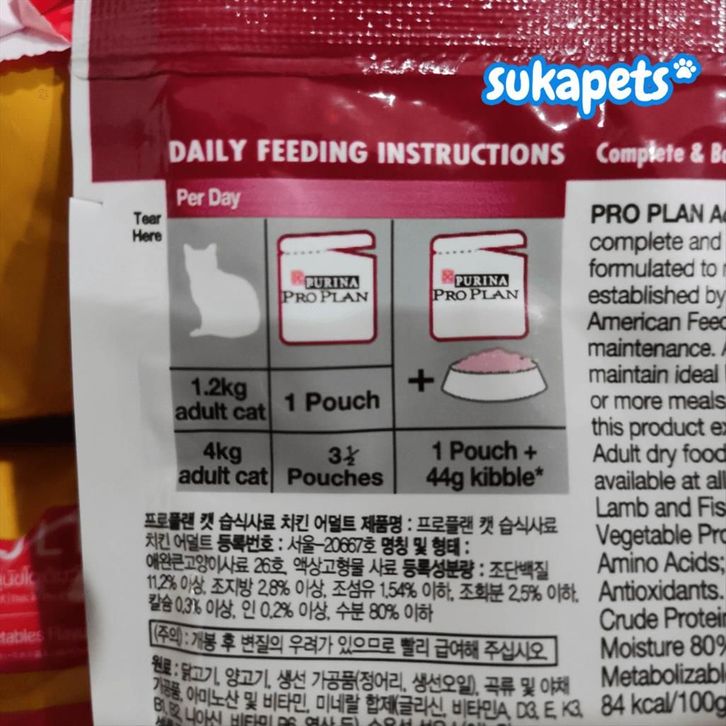 sukapets
DAILY FEEDING INSTRUCTIONS
Per Day
Tear
Here
PURINA
PRO PLAN
PURINA
PRO PLAN
+
1.2kg
adult cat
1 Pouch
4kg
adult cat
3½
Pouches
1 Pouch +
44g kibble*
프로플랜 캣 습식사료 치킨 어덜트 제품명 : 프로플랜 캣 습식사료
치킨 어덜트 등록번호 : 서울-20667호 명칭 및 형태 :
애완큰고양이사료 26호, 액상고형물 사료 등록성분량 : 조단백질
11,2% 이상, 조지방 2,8% 이상, 조섬유 1,54% 이하, 조회분 2,5% 이하,
칼슘 0,3% 이상, 인 0,2% 이상, 수분 80% 이하
(주의) : 개봉 후 변질의 우려가 있으므로 빨리 급여해 주십시오.
원료 : 닭고기, 양고기, 생선 가공품(정어리, 생선오일), 곡류 및 야채
가공품, 아미노산 및 비타민, 미네랄 합제(글리신, 비타민A, D3, E, K3,
Complete &
PRO PLAN
complete and
formulated to
established by
American Feed
maintenance.
maintain ideal
or more meals
this product
Adult dry food
available at all
Lamb and
Vegetable
Amino Acids;
Antioxidants.
Crude Protein
Moisture 80%
84 kcal/100g